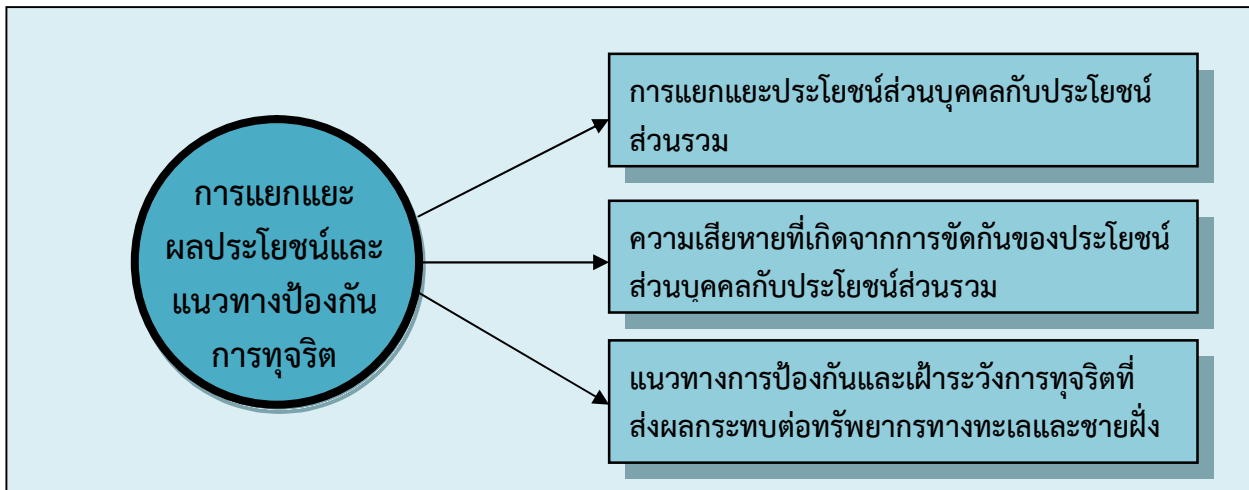 การแยกแยะ
ผลประโยชน์และ
แนวทางป้องกัน
การทุจริต
การแยกแยะประโยชน์ส่วนบุคคลกับประโยชน์
ส่วนรวม
ความเสียหายที่เกิดจากการขัดกันของประโยชน์
ส่วนบุคคลกับประโยชน์ส่วนรวม
แนวทางการป้องกันและเฝ้าระวังการทุจริตที่
ส่งผลกระทบต่อทรัพยากรทางทะเลและชายฝั่ง